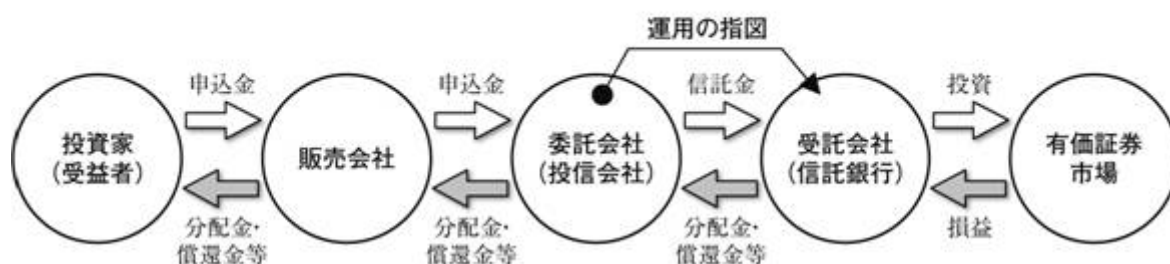 運用の指図
申込金
申込金
信託金
投資
投資家
(受益者)
販売会社
委託会社
(投信会社)
受託会社
(信託銀行)
有価証券
市場
分配金・
償還金等
分配金・
償還金等
分配金・
償還金等
損益